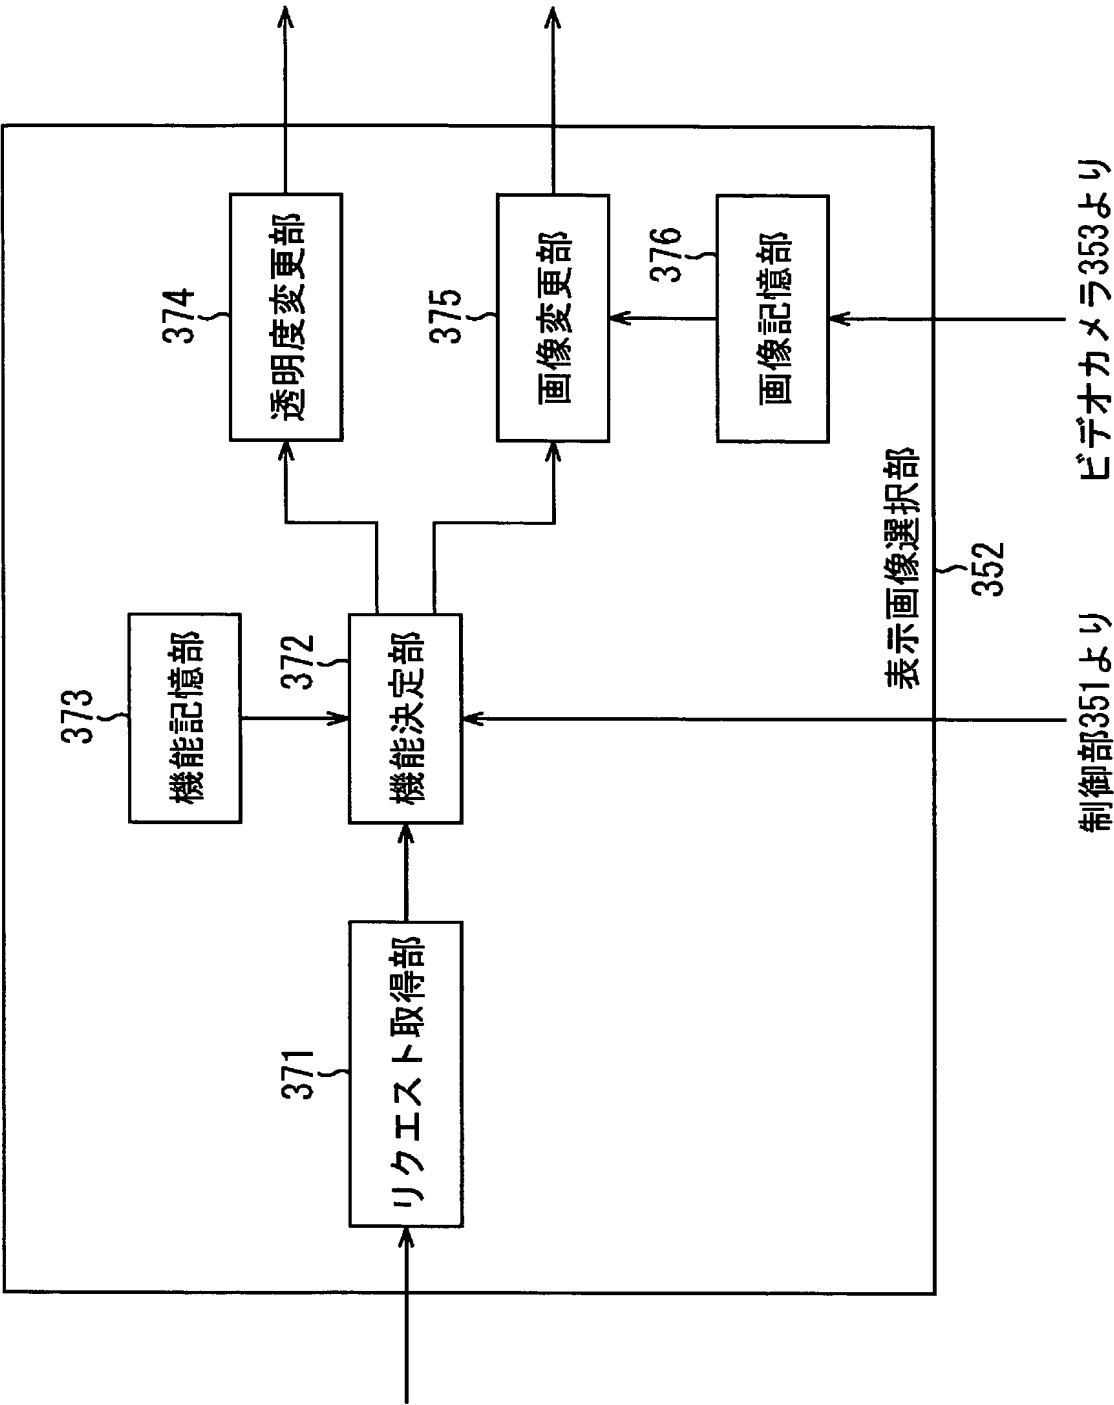 373
機能記憶部
371
リクエスト取得部
372
機能決定部
374
透明度変更部
375
画像変更部
376
画像記憶部
表示画像選択部
352
制御部351より
ビデオカメラ353より